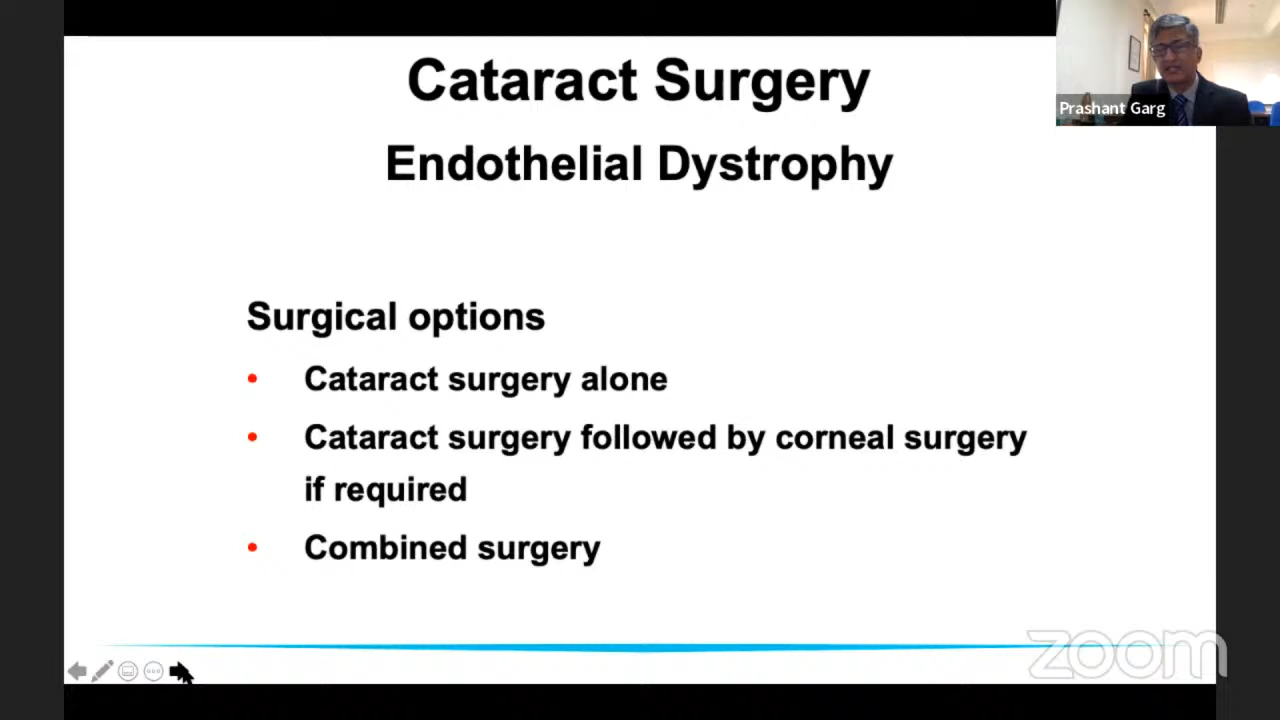 Cataract Surgery
Endothelial Dystrophy
Prashant Garg
Surgical options
• Cataract surgery alone
• Cataract surgery followed by corneal surgery
if required
• Combined surgery
zoom